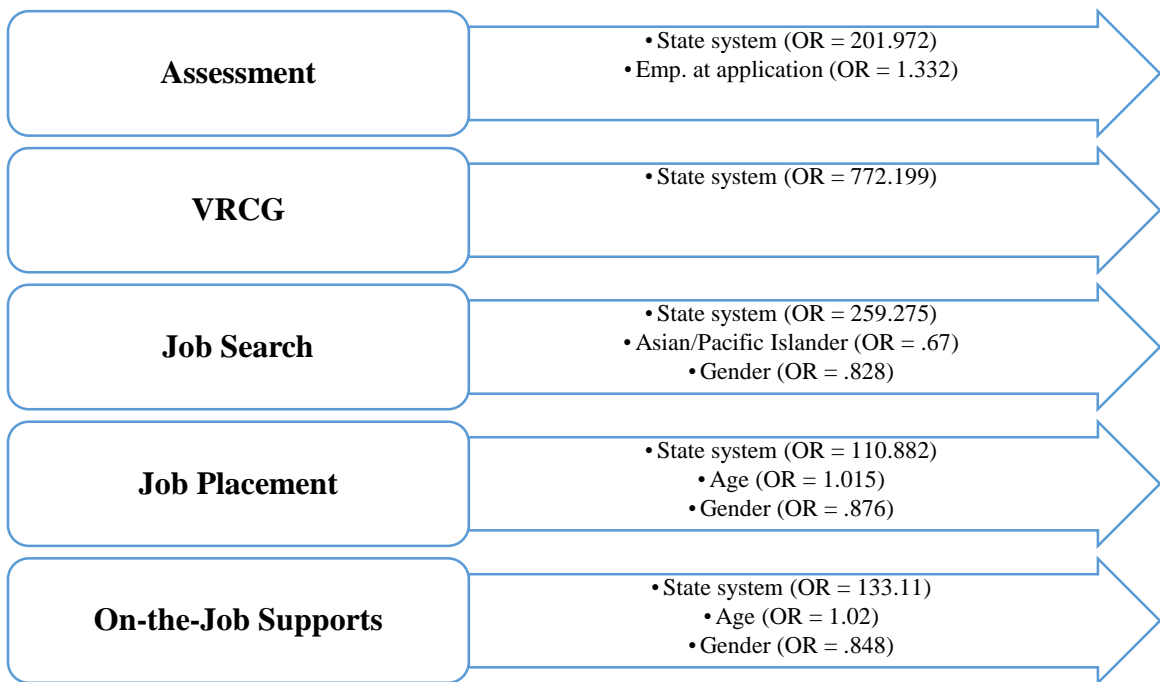 Assessment
• State system (OR = 201.972)
• Emp. at application (OR = 1.332)
VRCG
• State system (OR = 772.199)
Job Search
• State system (OR = 259.275)
• Asian/Pacific Islander (OR = .67)
• Gender (OR = .828)
Job Placement
• State system (OR = 110.882)
• Age (OR = 1.015)
• Gender (OR = .876)
On-the-Job Supports
• State system (OR = 133.11)
• Age (OR = 1.02)
• Gender (OR = .848)